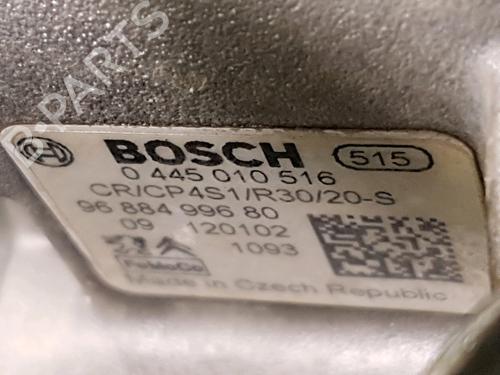 B-PARTS
BOSCH 515
0 445 010 516
CR/CP4S1/R30/20-S
96 884 996 80
09 120102
1093
FoMoCo
Made in Czech Republic